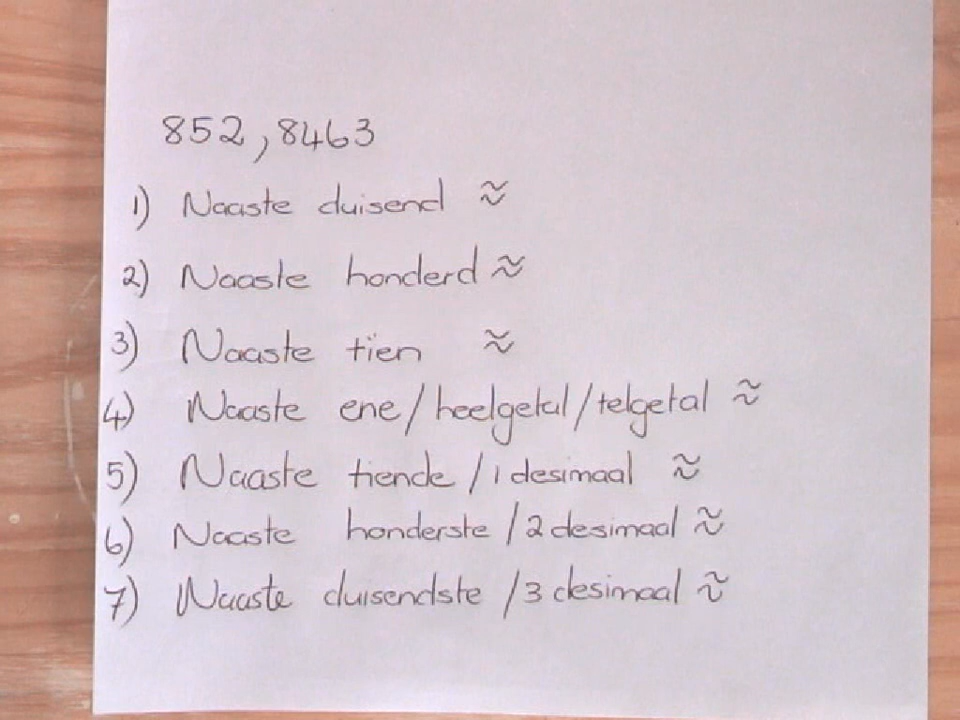 852,8463
1) Naaste duisend ≈
2) Naaste honderd ≈
3) Naaste tien ≈
4) Naaste ene/heelgetal/telgetal ≈
5) Naaste tiende/1 desimaal ≈
6) Naaste honderste/2 desimaal ≈
7) Naaste duisendste/3 desimaal ≈